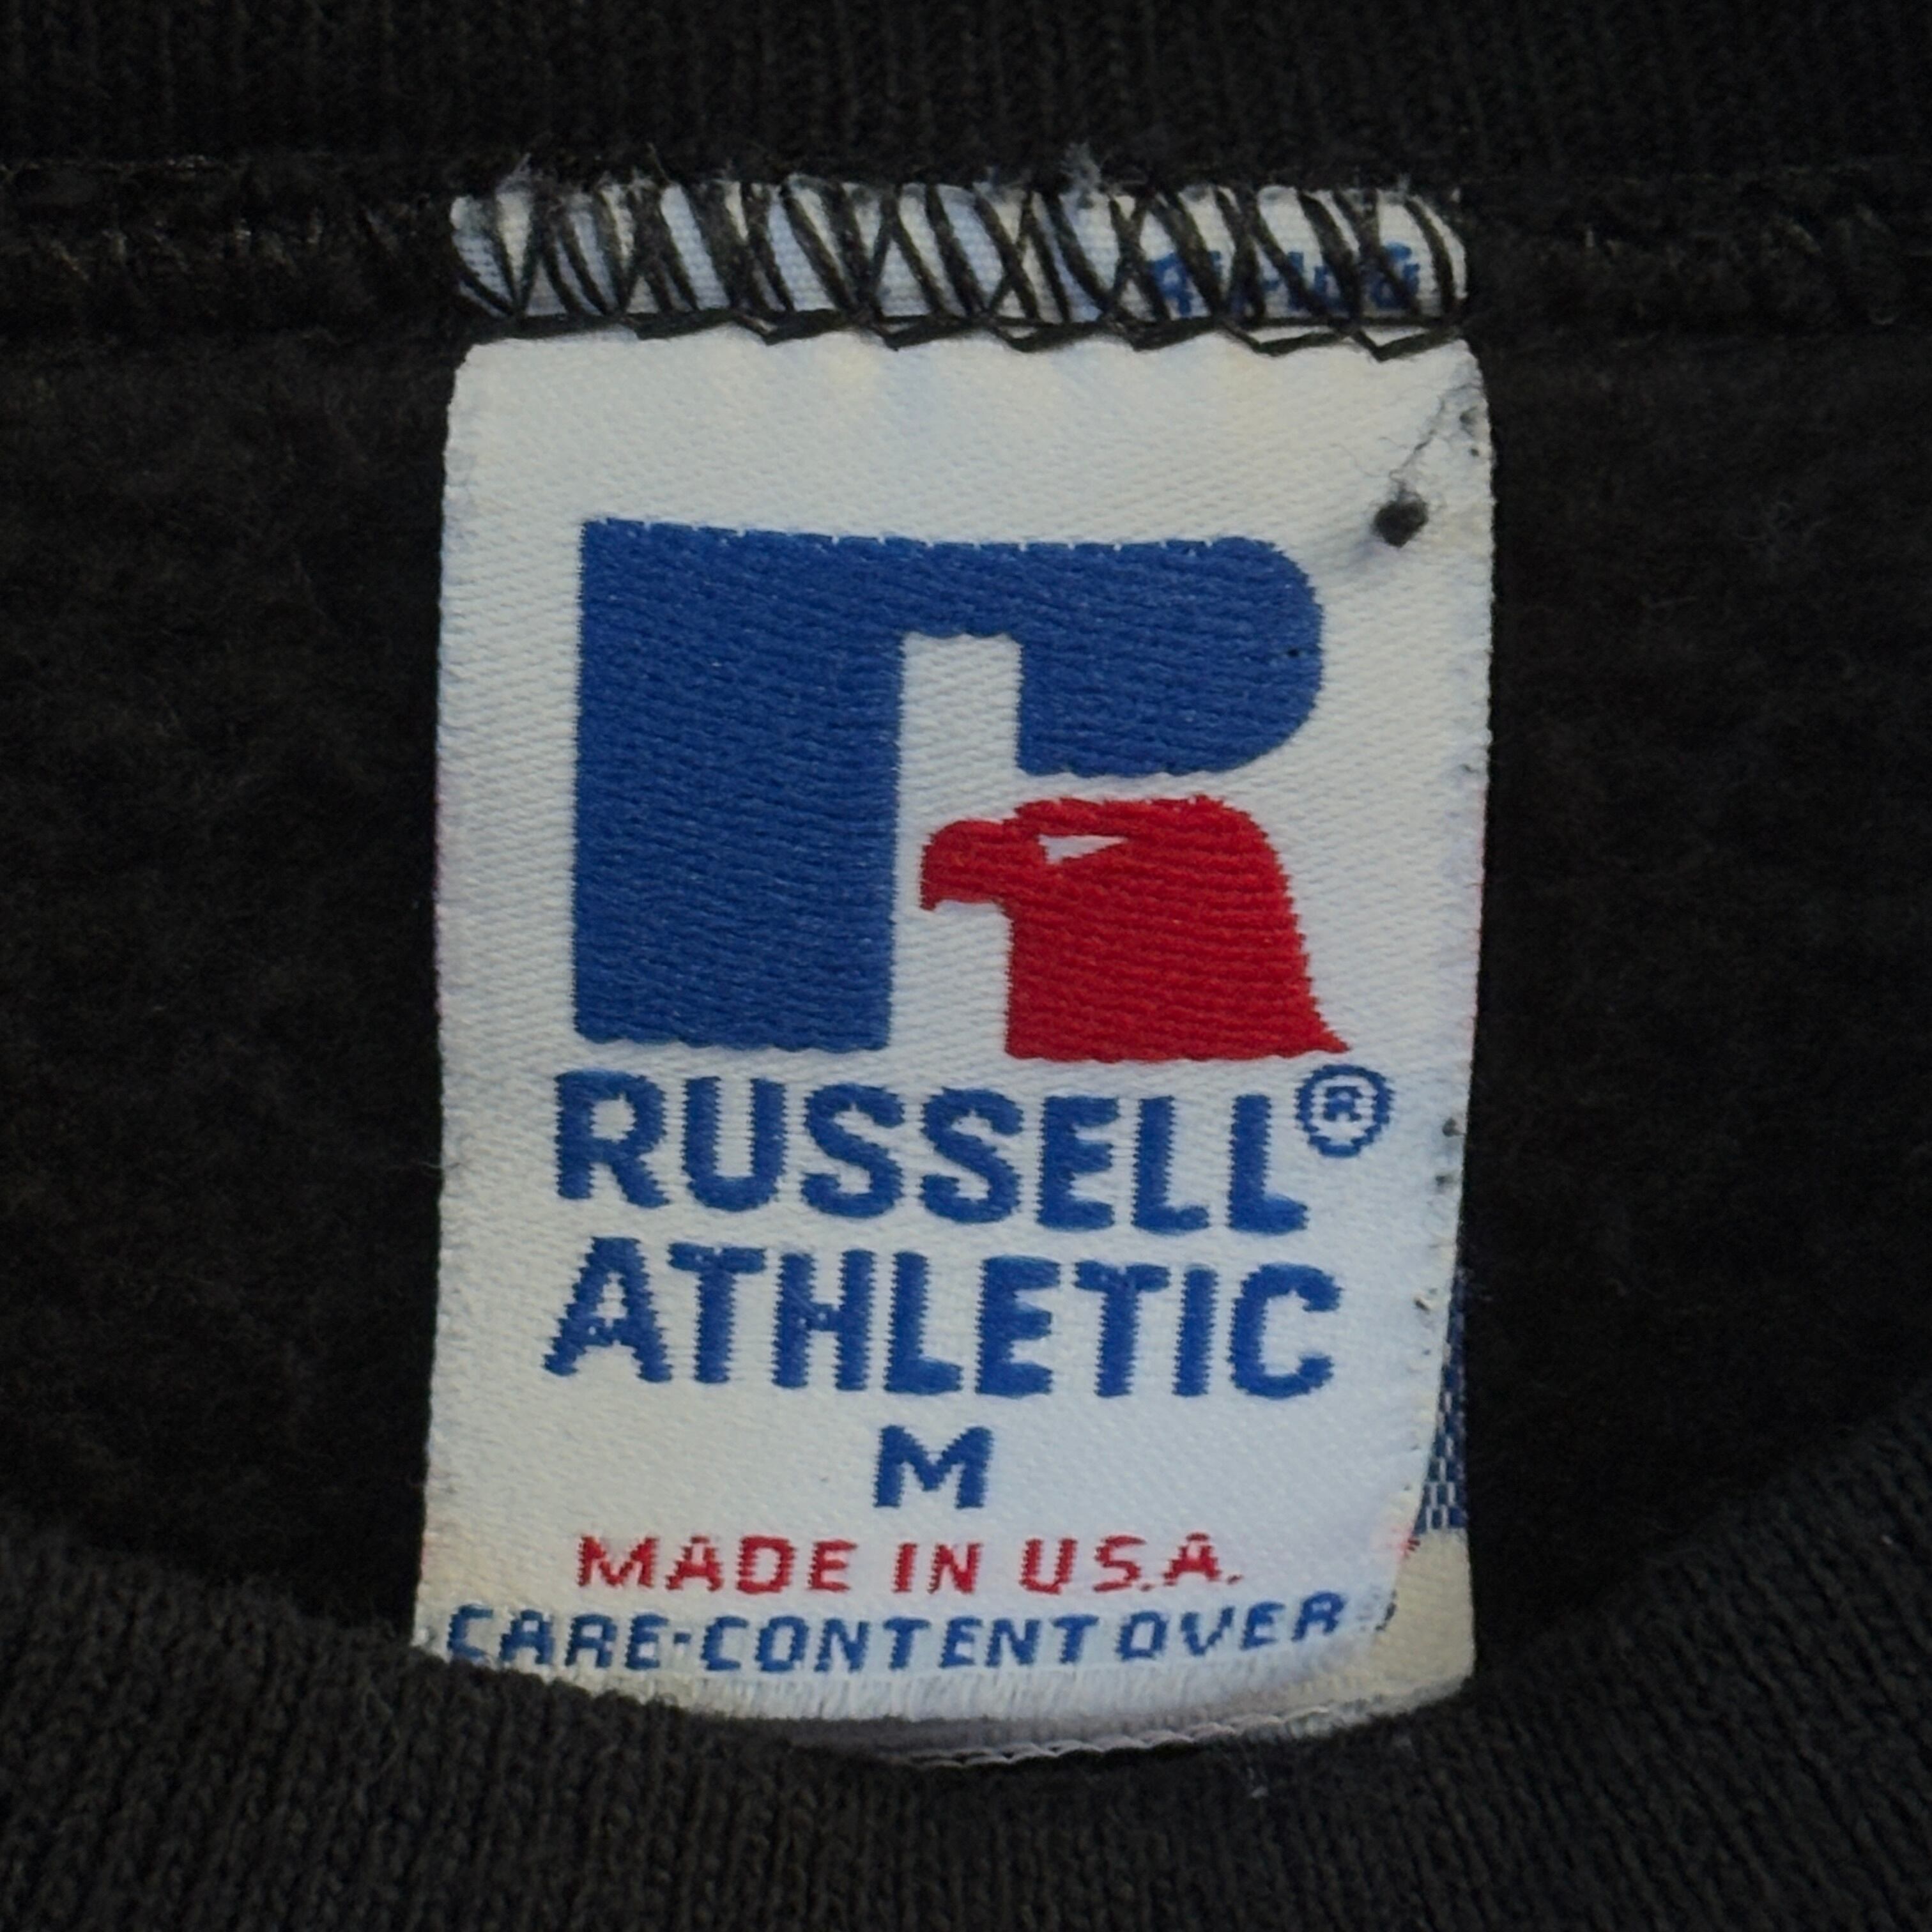 RUSSELL®
ATHLETIC
M
MADE IN U.S.A.
CARE-CONTENT OVER